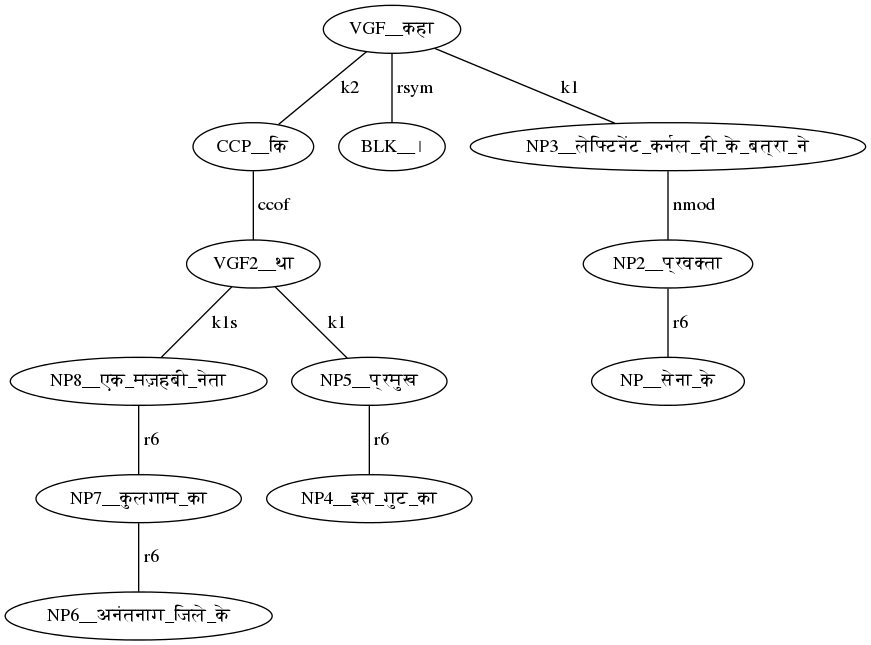 VGF__कहा
k2
rsym
k1
CCP__कि
BLK__।
NP3__लेफ्टिनेंट_कर्नल_वी_के_बत्रा_ने
ccof
nmod
VGF2__था
NP2__प्रवक्ता
k1s
k1
r6
NP8__एक_मज़हबी_नेता
NP5__प्रमुख
NP__सेना_के
r6
r6
NP7__कुलगाम_का
NP4__इस_गुट_का
r6
NP6__अनंतनाग_जिले_के